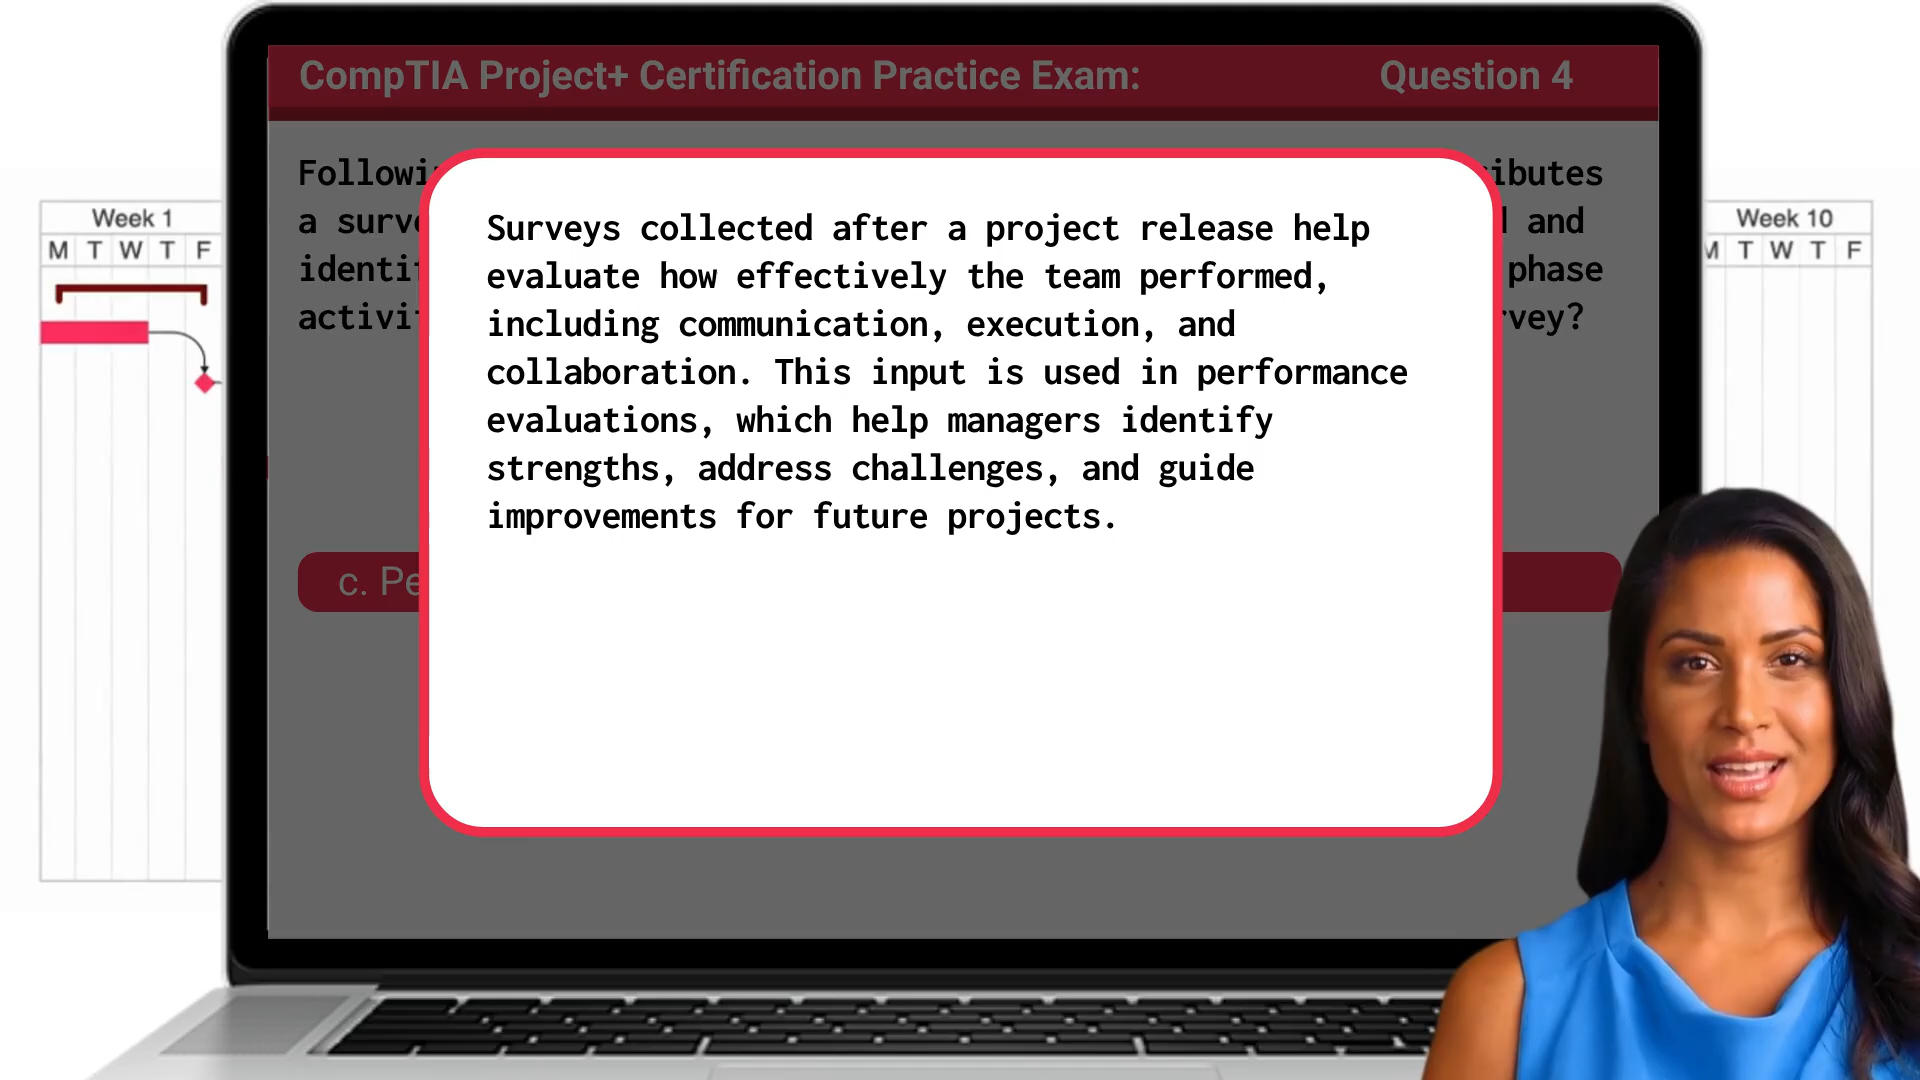 CompTIA Project+ Certification Practice Exam: Question 4
Week 1
M T W T F
Week 10
T W T F
Surveys collected after a project release help
evaluate how effectively the team performed,
including communication, execution, and
collaboration. This input is used in performance
evaluations, which help managers identify
strengths, address challenges, and guide
improvements for future projects.
a
and
phase
c.